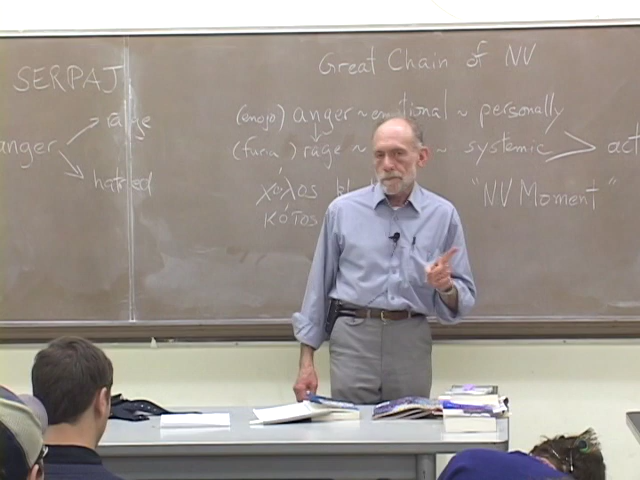 SERPAJ
anger
rage
hatred
Great Chain of NV
(enojo) anger ~ emotional ~ personally
(furia) rage ~ ~ systemic > act
χόλος
κότος
"NV Moment"